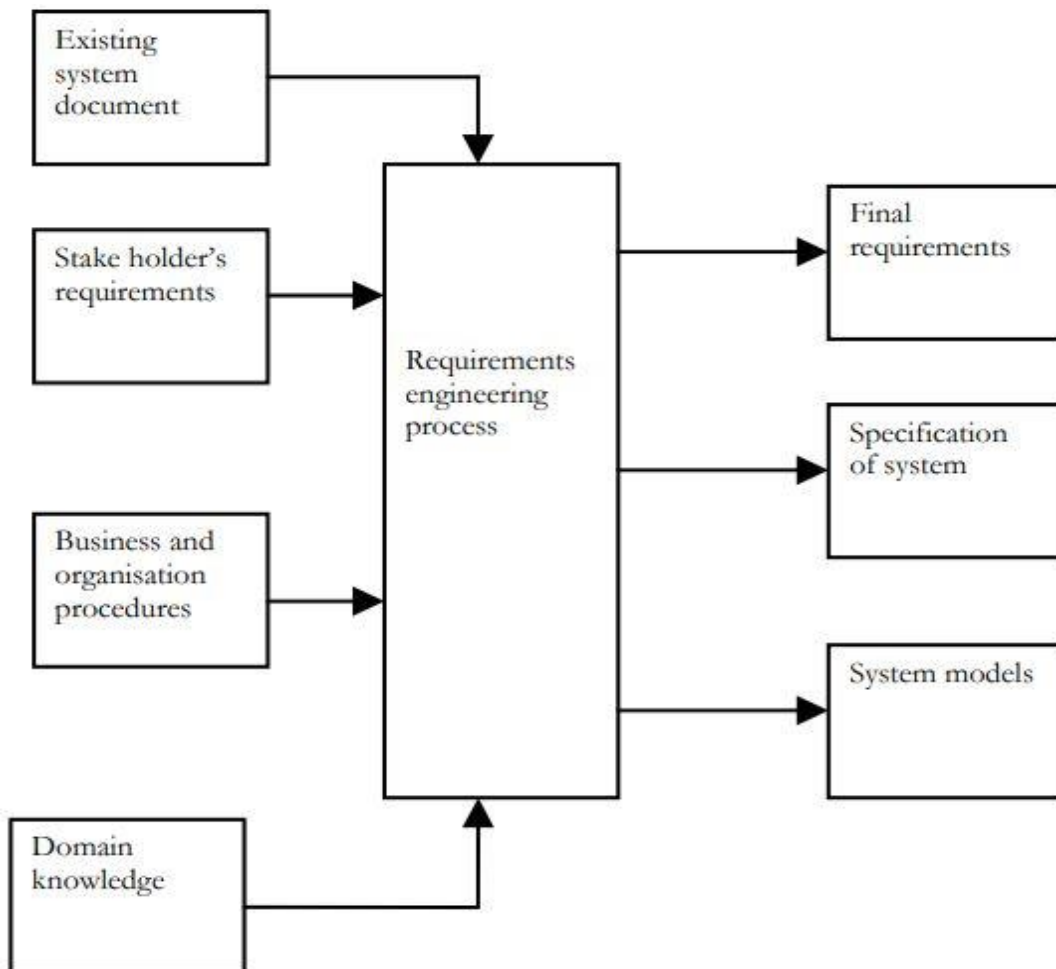 Existing
system
document
Stake holder's
requirements
Business and
organisation
procedures
Domain
knowledge
Requirements
engineering
process
Final
requirements
Specification
of system
System models